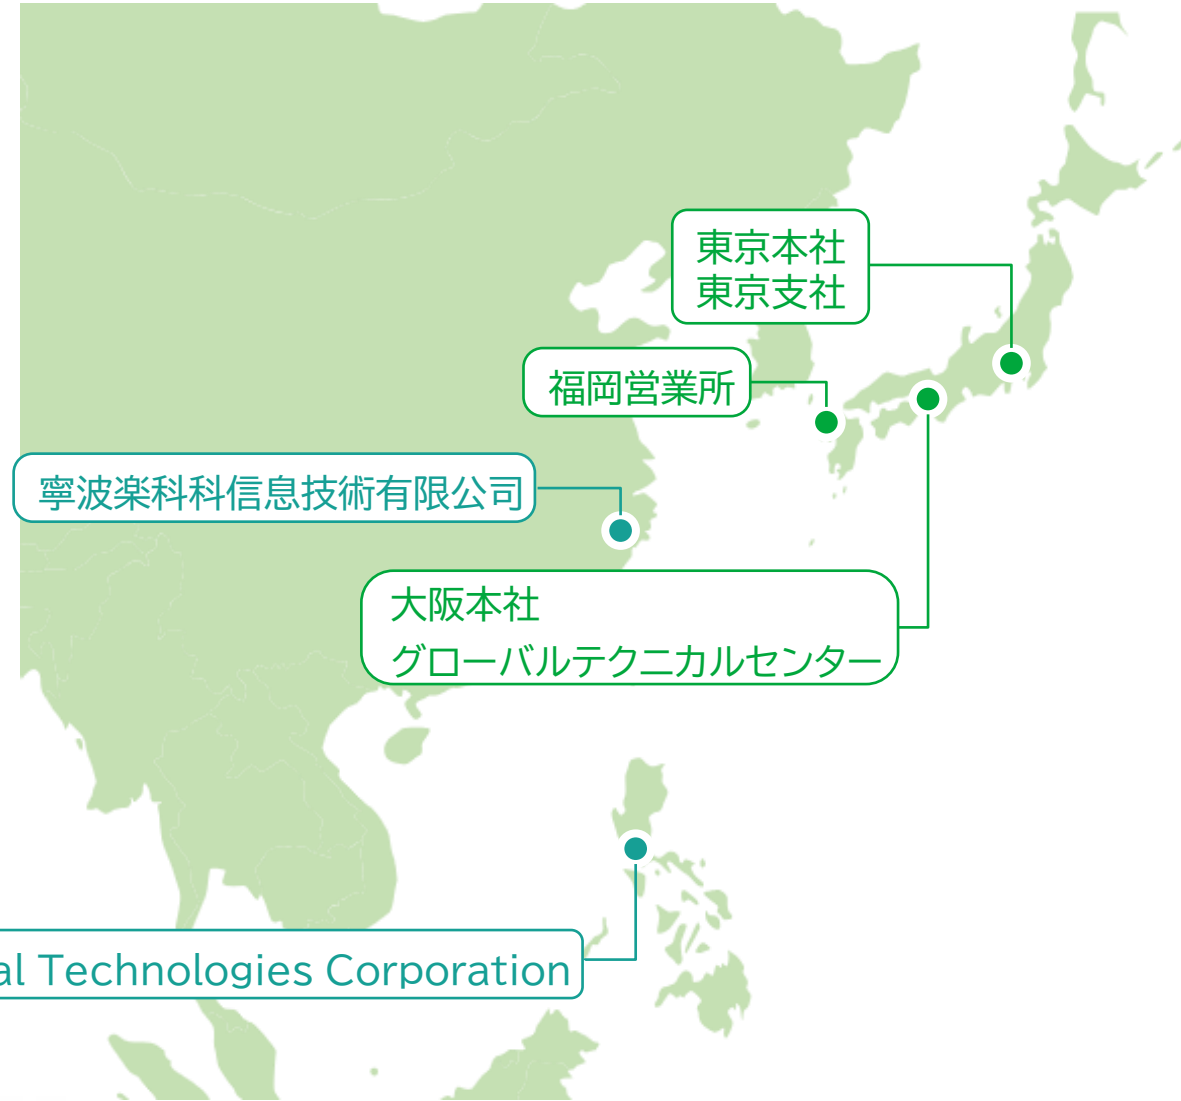 東京本社
東京支社
福岡営業所
寧波楽科科信息技術有限公司
大阪本社
グローバルテクニカルセンター
Technologies Corporation